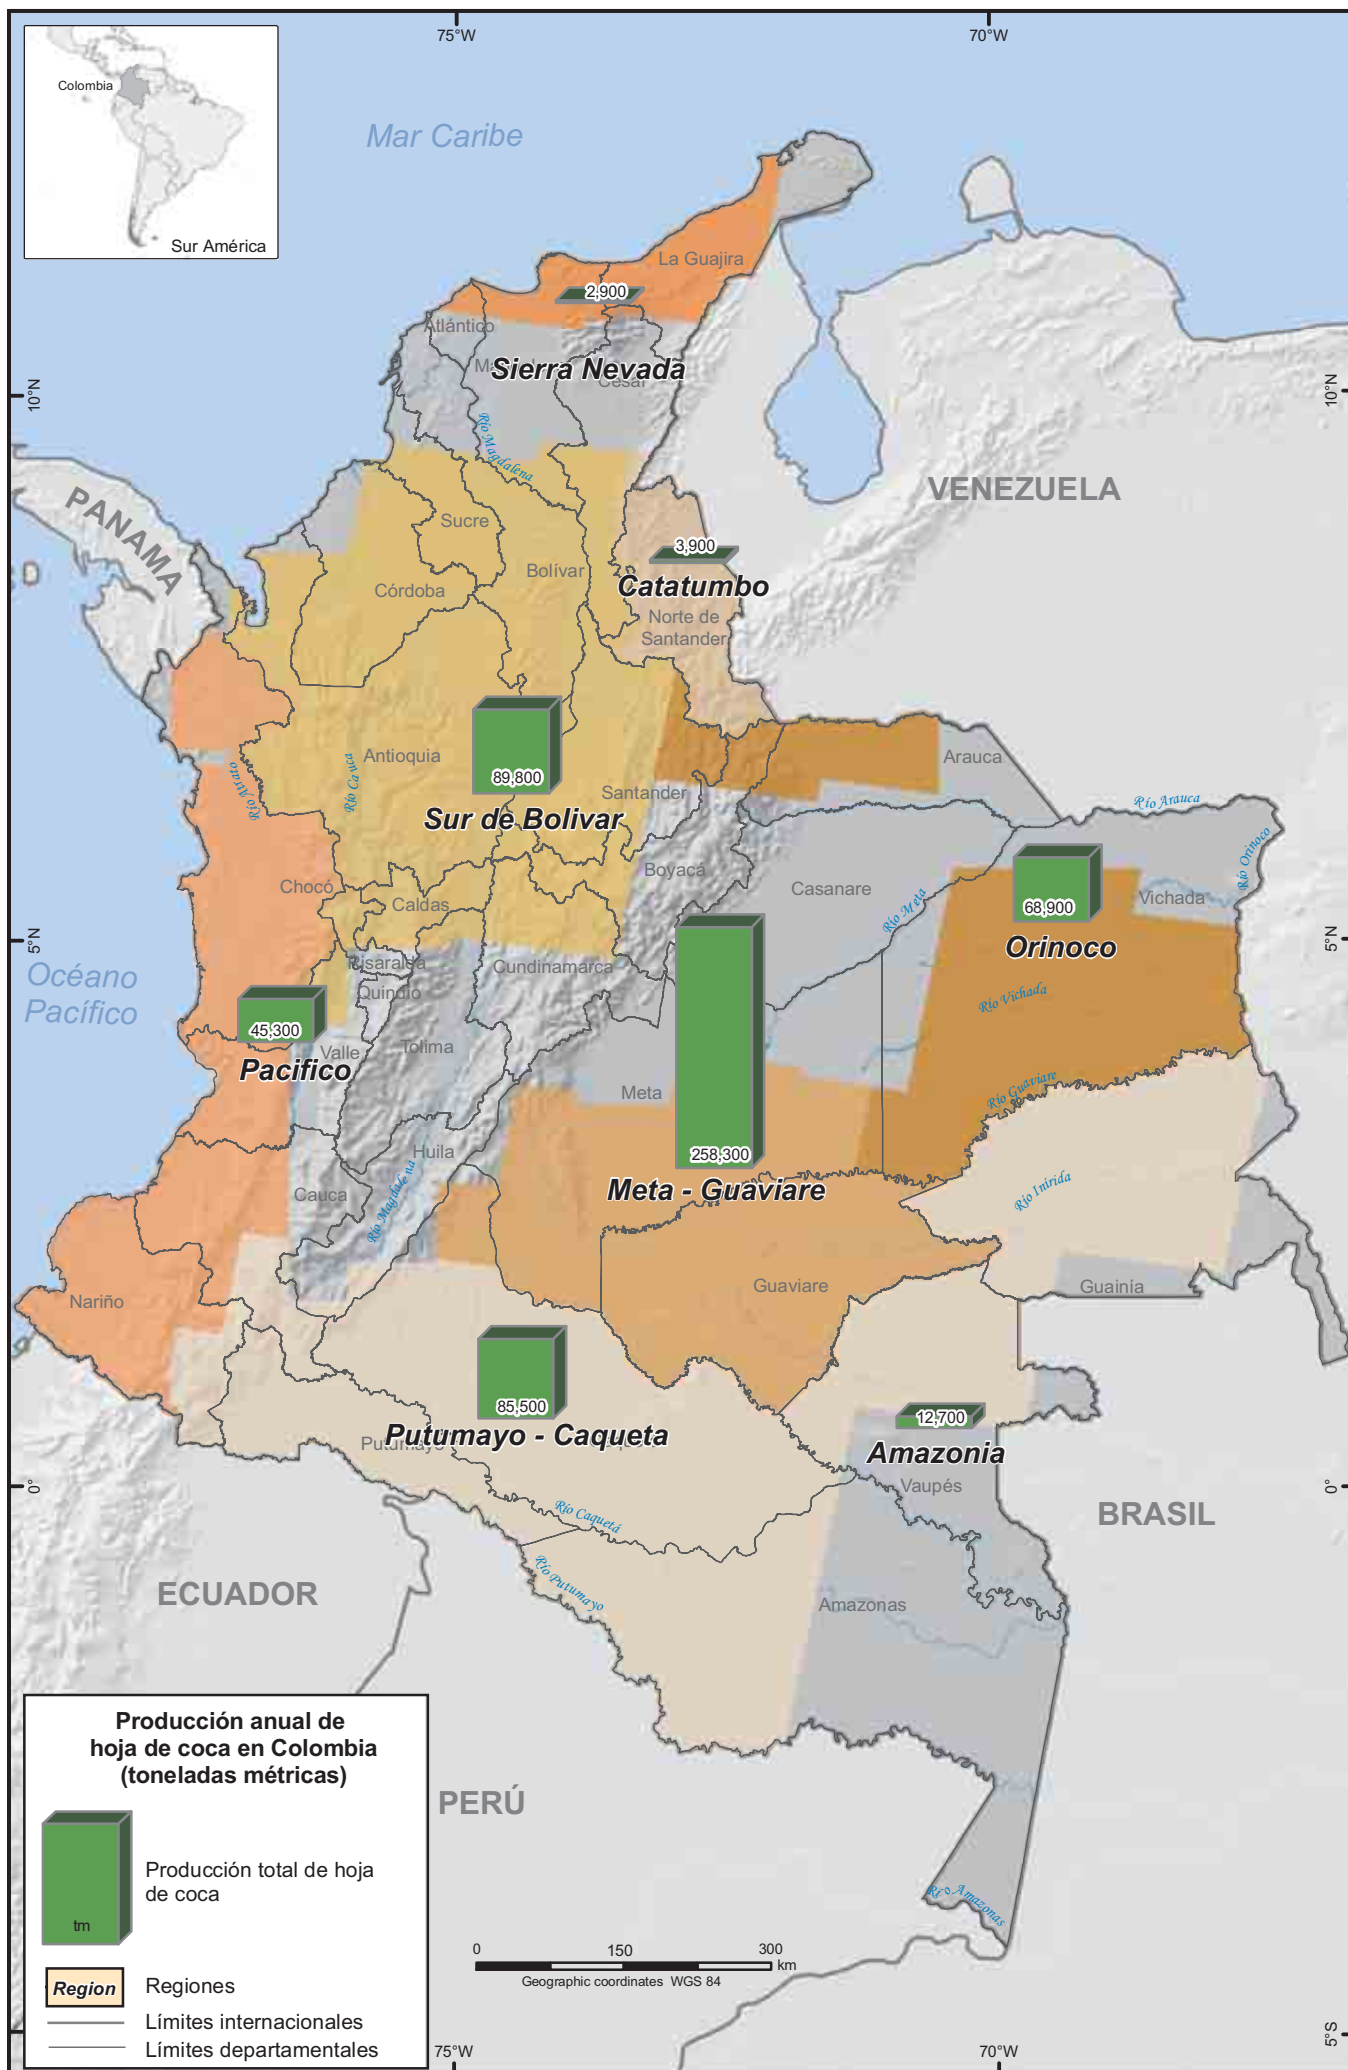 75°W
70°W
Colombia
Sur América
Mar Caribe
La Guajira
2,900
Atlántico
Sierra Nevada
Cesar
10°N
10°N
Río Magdalena
VENEZUELA
PANAMA
Sucre
3,900
Bolívar
Catatumbo
Córdoba
Norte de
Santander
Antioquia
Arauca
Río Cauca
Río Atrato
89,800
Santander
Sur de Bolivar
Río Arauca
Río Orinoco
Boyacá
Chocó
Casanare
Caldas
Río Meta
68,900
Vichada
5°N
5°N
Orinoco
Océano
Pacífico
Risaralda
Cundinamarca
Quindío
Río Vichada
45,300
Valle
Tolima
Pacifico
Meta
Río Guaviare
Huila
258,300
Meta - Guaviare
Cauca
Río Magdalena
Río Inírida
Nariño
Guaviare
Guainía
85,500
12,700
Putumayo - Caqueta
Putumayo
Amazonia
Vaupés
0°
0°
BRASIL
Río Caquetá
Río Putumayo
ECUADOR
Amazonas
Producción anual de
hoja de coca en Colombia
(toneladas métricas)
PERÚ
Producción total de hoja
de coca
tm
Río Amazonas
0 150 300
km
Geographic coordinates WGS 84
Region
Regiones
Límites internacionales
Límites departamentales
5°S
75°W
70°W